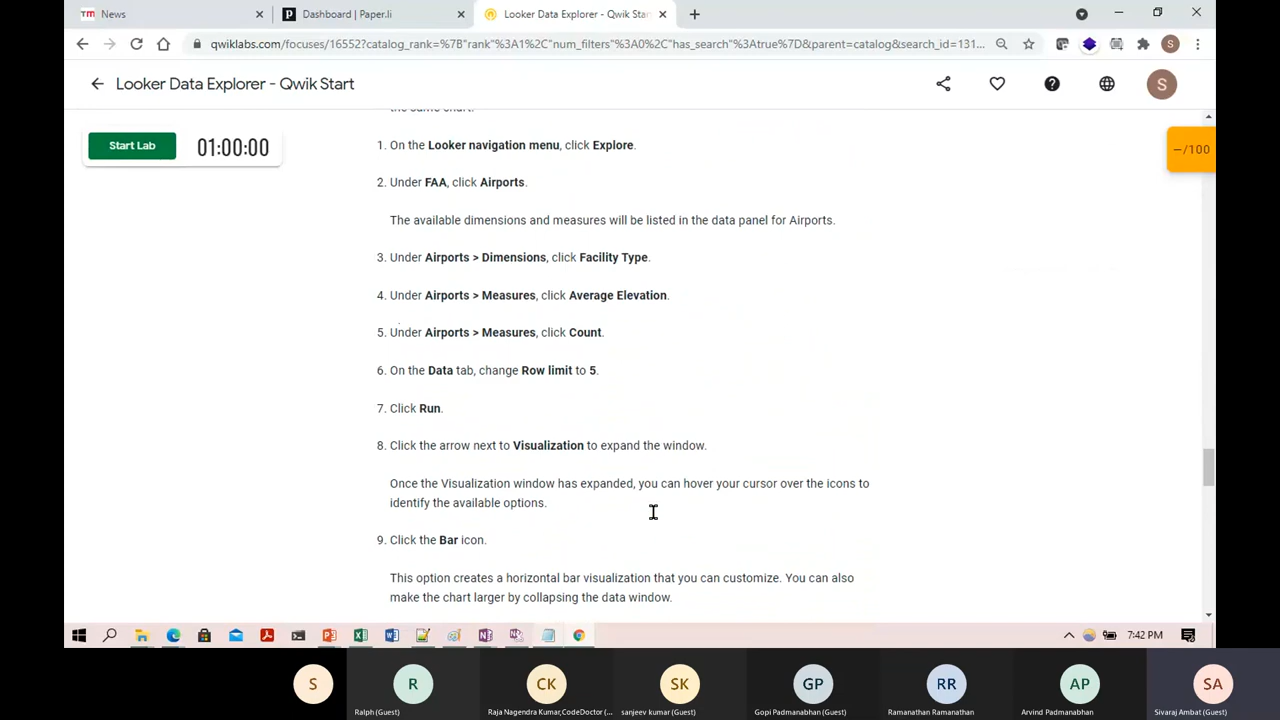 News
Dashboard | Paper.li
Looker Data Explorer - Qwik Star
qwiklabs.com/focuses/16552?catalog_rank=%7B"rank"%3A1%2C"num_filters"%3A0%2C"has_search"%3Atrue%7D&parent=catalog&search_id=131...
S
Looker Data Explorer - Qwik Start
S
the same chart.
Start Lab
01:00:00
–/100
1. On the Looker navigation menu, click Explore.
2. Under FAA, click Airports.
The available dimensions and measures will be listed in the data panel for Airports.
3. Under Airports > Dimensions, click Facility Type.
4. Under Airports > Measures, click Average Elevation.
5. Under Airports > Measures, click Count.
6. On the Data tab, change Row limit to 5.
7. Click Run.
8. Click the arrow next to Visualization to expand the window.
Once the Visualization window has expanded, you can hover your cursor over the icons to
identify the available options.
9. Click the Bar icon.
This option creates a horizontal bar visualization that you can customize. You can also
make the chart larger by collapsing the data window.
7:42 PM
S
R
CK
SK
GP
RR
AP
SA
Ralph (Guest)
Raja Nagendra Kumar,CodeDoctor (...
sanjeev kumar (Guest)
Gopi Padmanabhan (Guest)
Ramanathan Ramanathan
Arvind Padmanabhan
Sivaraj Ambat (Guest)